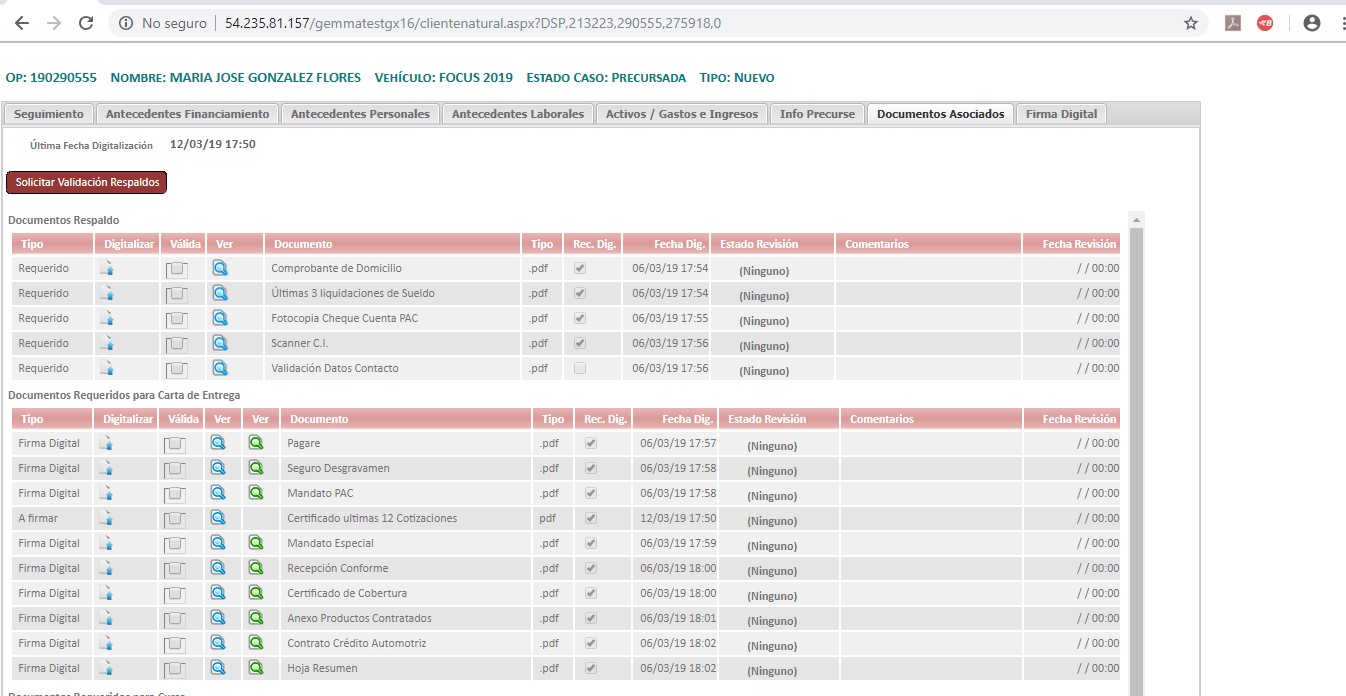 No seguro | 54.235.81.157/gemmatestgx16/clientenatural.aspx?DSP,213223,290555,275918,0
OP: 190290555 NOMBRE: MARIA JOSE GONZALEZ FLORES VEHÍCULO: FOCUS 2019 ESTADO CASO: PRECURSADA TIPO: NUEVO
Seguimiento Antecedentes Financiamiento Antecedentes Personales Antecedentes Laborales Activos / Gastos e Ingresos Info Precurse Documentos Asociados Firma Digital
Última Fecha Digitalización 12/03/19 17:50
Solicitar Validación Respaldos
Documentos Respaldo
Tipo Digitalizar Válida Ver Documento Tipo Rec. Dig. Fecha Dig. Estado Revisión Comentarios Fecha Revisión
Requerido Comprobante de Domicilio .pdf 06/03/19 17:54 (Ninguno) / / 00:00
Requerido Últimas 3 liquidaciones de Sueldo .pdf 06/03/19 17:54 (Ninguno) / / 00:00
Requerido Fotocopia Cheque Cuenta PAC .pdf 06/03/19 17:55 (Ninguno) / / 00:00
Requerido Scanner C.I. .pdf 06/03/19 17:56 (Ninguno) / / 00:00
Requerido Validación Datos Contacto .pdf 06/03/19 17:56 (Ninguno) / / 00:00
Documentos Requeridos para Carta de Entrega
Tipo Digitalizar Válida Ver Ver Documento Tipo Rec. Dig. Fecha Dig. Estado Revisión Comentarios Fecha Revisión
Firma Digital Pagare .pdf 06/03/19 17:57 (Ninguno) / / 00:00
Firma Digital Seguro Desgravamen .pdf 06/03/19 17:58 (Ninguno) / / 00:00
Firma Digital Mandato PAC .pdf 06/03/19 17:58 (Ninguno) / / 00:00
A firmar Certificado ultimas 12 Cotizaciones pdf 12/03/19 17:50 (Ninguno) / / 00:00
Firma Digital Mandato Especial .pdf 06/03/19 17:59 (Ninguno) / / 00:00
Firma Digital Recepción Conforme .pdf 06/03/19 18:00 (Ninguno) / / 00:00
Firma Digital Certificado de Cobertura .pdf 06/03/19 18:00 (Ninguno) / / 00:00
Firma Digital Anexo Productos Contratados .pdf 06/03/19 18:01 (Ninguno) / / 00:00
Firma Digital Contrato Crédito Automotriz .pdf 06/03/19 18:02 (Ninguno) / / 00:00
Firma Digital Hoja Resumen .pdf 06/03/19 18:02 (Ninguno) / / 00:00